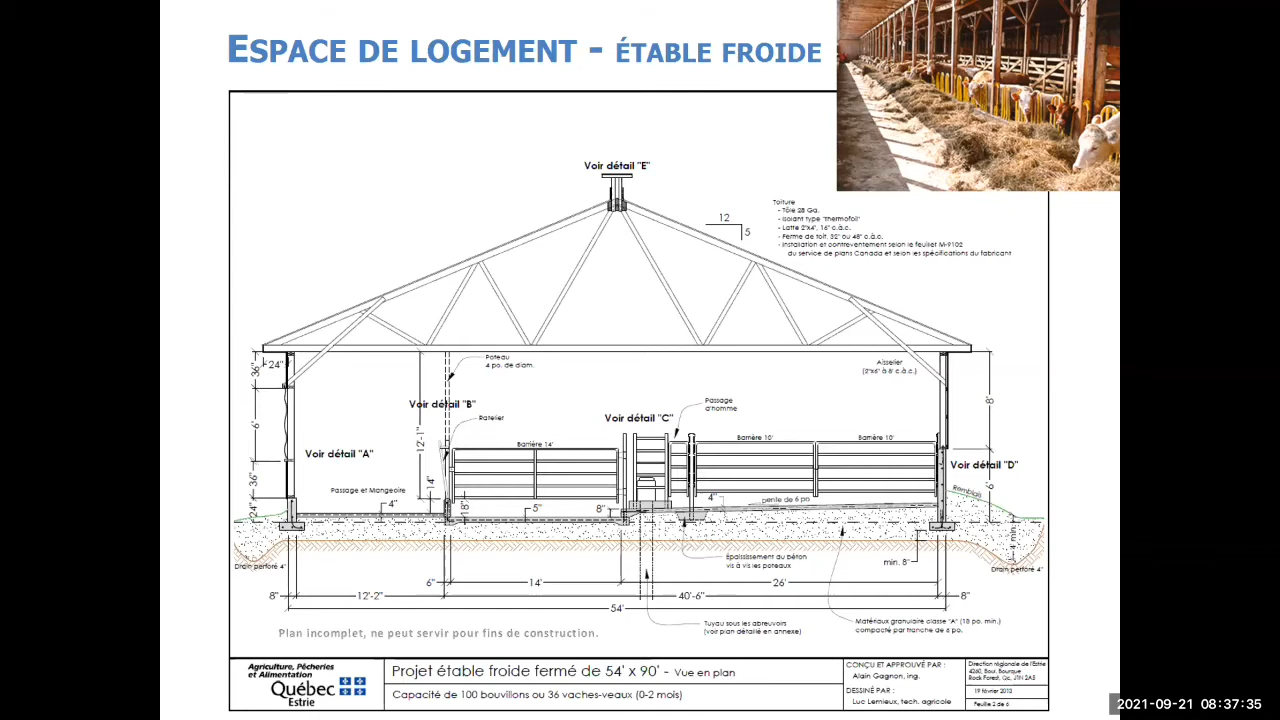 ESPACE DE LOGEMENT - ÉTABLE FROIDE
Voir détail "E"
Toiture
- Tôle 28 Ga.
- Isolant type "thermofoil"
- Latte 2"x4", 16" c.à.c.
- Ferme de toit, 32" ou 48" c.à.c.
- Installation et contreventement selon le feuillet M-9102
du service de plans Canada et selon les spécifications du fabricant
12
5
24"
36"
Poteau
4 po. de diam.
Aisselier
(2"x6" à 8' c.à.c.)
Voir détail "B"
Voir détail "C"
Passage
d'homme
Ratelier
8'
6'
12'-1"
Barrière 14'
Barrière 10'
Barrière 10'
Voir détail "A"
Voir détail "D"
36"
14"
6'
Passage et Mangeoire
Remblais
24"
4"
18"
5"
8"
4"
pente de 6 po
Épaississement du béton
vis à vis les poteaux
min. 8"
Drain perforé 4"
Drain perforé 4"
6"
14'
26'
8"
12'-2"
40'-6"
8"
54'
Tuyau sous les abreuvoirs
(voir plan détaillé en annexe)
Matériaux granulaire classe "A" (18 po. min.)
compacté par tranche de 6 po.
Plan incomplet, ne peut servir pour fins de construction.
Agriculture, Pêcheries
et Alimentation
Québec
Estrie
Projet étable froide fermé de 54' x 90' - Vue en plan
Capacité de 100 bouvillons ou 36 vaches-veaux (0-2 mois)
CONÇU ET APPROUVÉ PAR :
Alain Gagnon, ing.
DESSINÉ PAR :
Luc Lemieux, tech. agricole
Direction régionale de l'Estrie
4260, Boul. Bourque
Rock Forest, Qc, J1N 2A5
19 février 2013
Feuille 2 de 6
2021-09-21 08:37:35